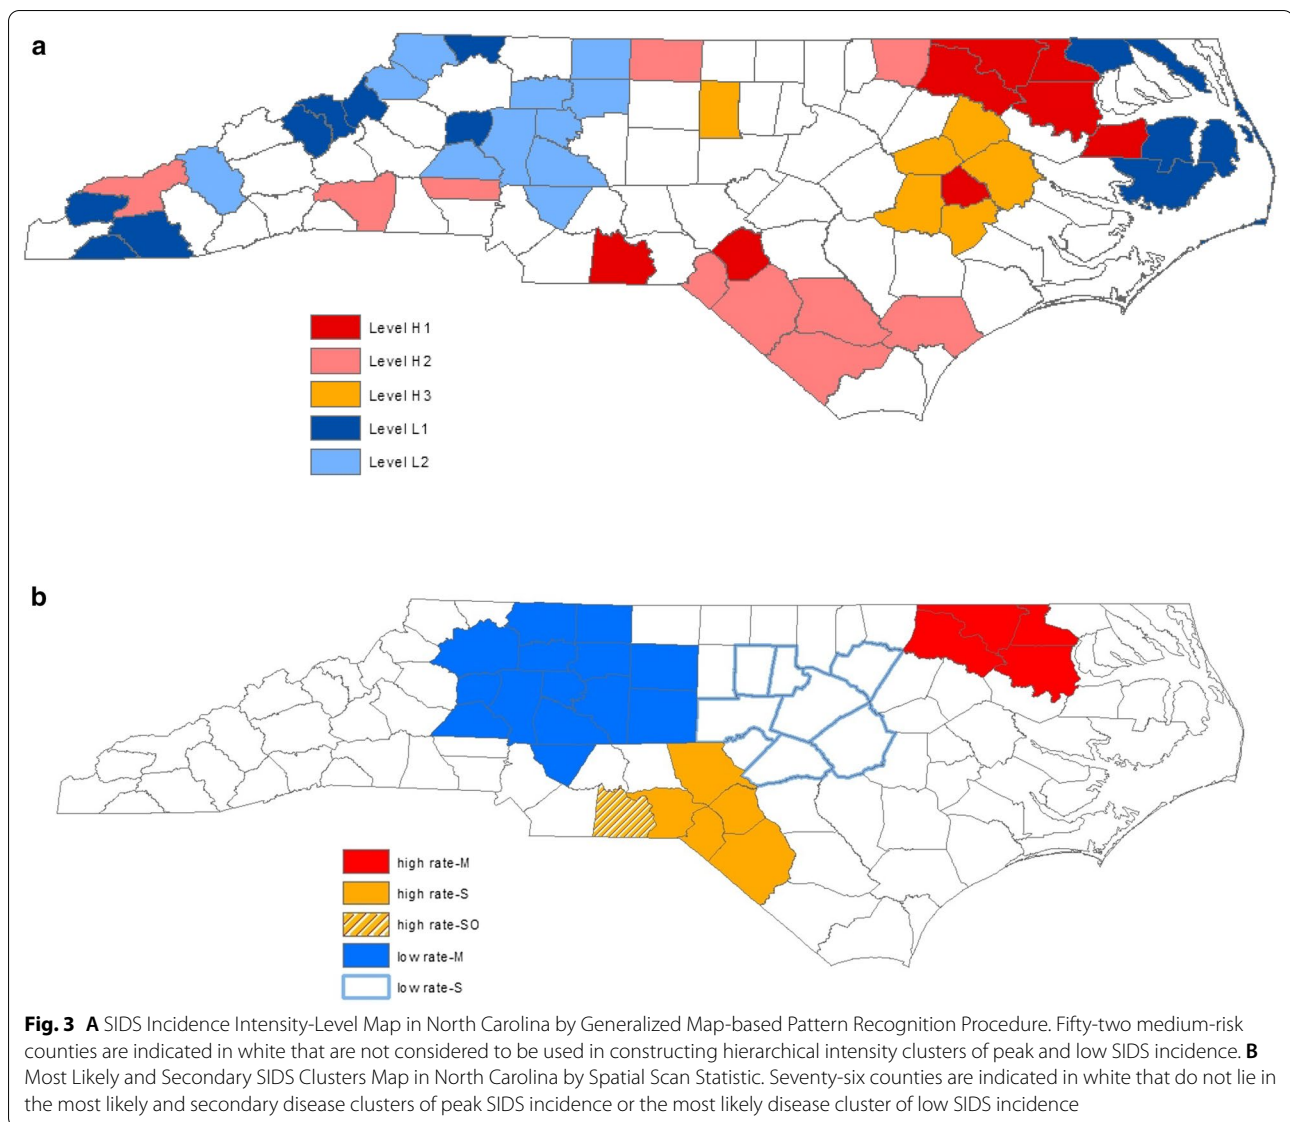 a
Level H1
Level H2
Level H3
Level L1
Level L2
b
high rate-M
high rate-S
high rate-SO
low rate-M
low rate-S
Fig. 3 A SIDS Incidence Intensity-Level Map in North Carolina by Generalized Map-based Pattern Recognition Procedure. Fifty-two medium-risk
counties are indicated in white that are not considered to be used in constructing hierarchical intensity clusters of peak and low SIDS incidence. B
Most Likely and Secondary SIDS Clusters Map in North Carolina by Spatial Scan Statistic. Seventy-six counties are indicated in white that do not lie in
the most likely and secondary disease clusters of peak SIDS incidence or the most likely disease cluster of low SIDS incidence